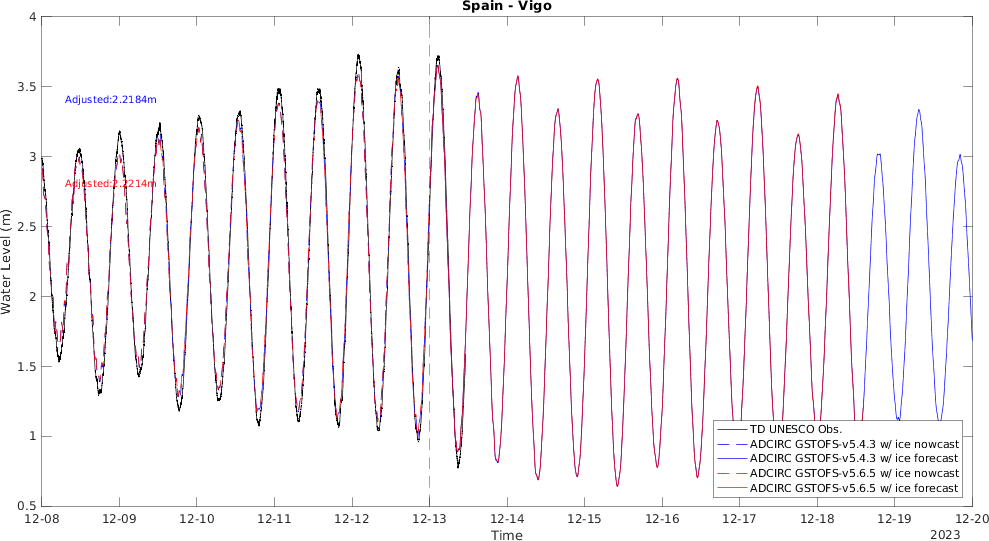 Spain - Vigo
4
3.5
3
2.5
2
1.5
1
0.5
Water Level (m)
Adjusted:2.2184m
Adjusted:2.2214m
TD UNESCO Obs.
ADCIRC GSTOFS-v5.4.3 w/ ice nowcast
ADCIRC GSTOFS-v5.4.3 w/ ice forecast
ADCIRC GSTOFS-v5.6.5 w/ ice nowcast
ADCIRC GSTOFS-v5.6.5 w/ ice forecast
12-08 12-09 12-10 12-11 12-12 12-13 12-14 12-15 12-16 12-17 12-18 12-19 12-20
Time
2023